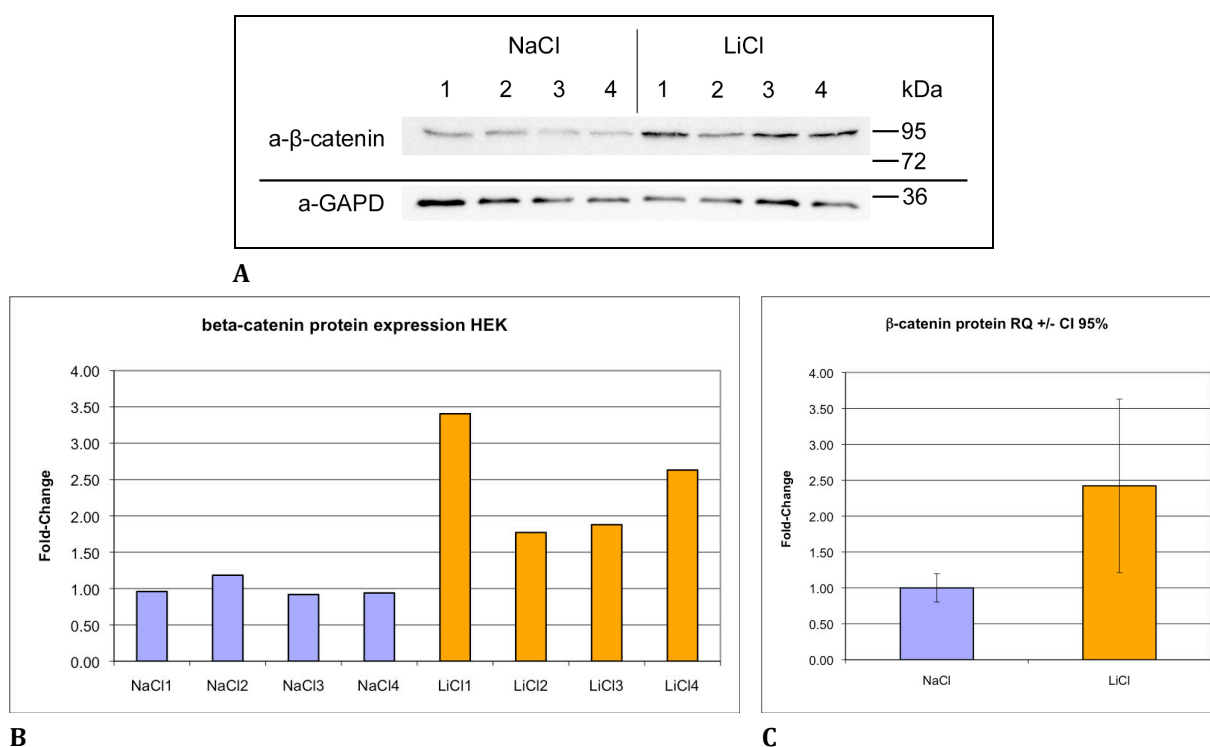 NaCl LiCl
1 2 3 4 1 2 3 4 kDa
a-β-catenin 95
72
a-GAPD 36
A
beta-catenin protein expression HEK
4.00
3.50
3.00
2.50
2.00
1.50
1.00
0.50
0.00
Fold-Change
NaCl1 NaCl2 NaCl3 NaCl4 LiCl1 LiCl2 LiCl3 LiCl4
B
β-catenin protein RQ +/- CI 95%
4.00
3.50
3.00
2.50
2.00
1.50
1.00
0.50
0.00
Fold-Change
NaCl LiCl
C